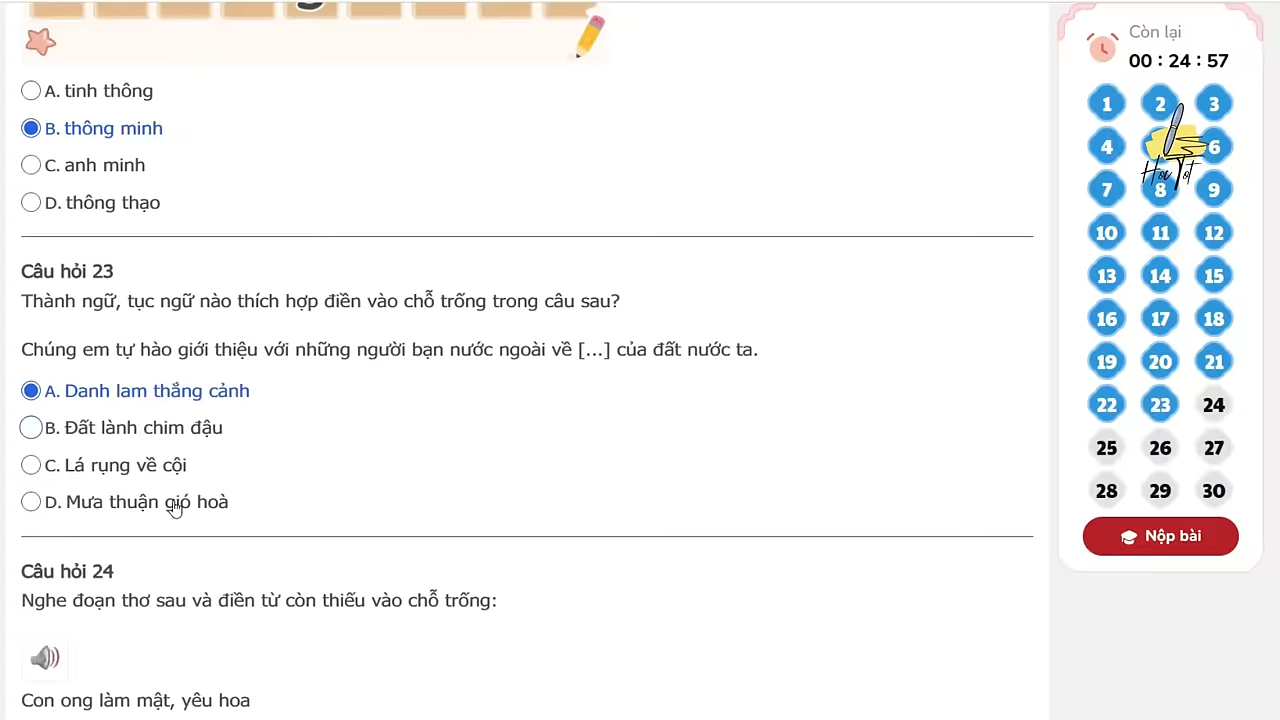 A. tinh thông
B. thông minh
C. anh minh
D. thông thạo
Câu hỏi 23
Thành ngữ, tục ngữ nào thích hợp điền vào chỗ trống trong câu sau?
Chúng em tự hào giới thiệu với những người bạn nước ngoài về [...] của đất nước ta.
A. Danh lam thắng cảnh
B. Đất lành chim đậu
C. Lá rụng về cội
D. Mưa thuận gió hoà
Câu hỏi 24
Nghe đoạn thơ sau và điền từ còn thiếu vào chỗ trống:
Con ong làm mật, yêu hoa
Còn lại
00 : 24 : 57
1 2 3
4 6
Học Tốt
7 8 9
10 11 12
13 14 15
16 17 18
19 20 21
22 23 24
25 26 27
28 29 30
Nộp bài